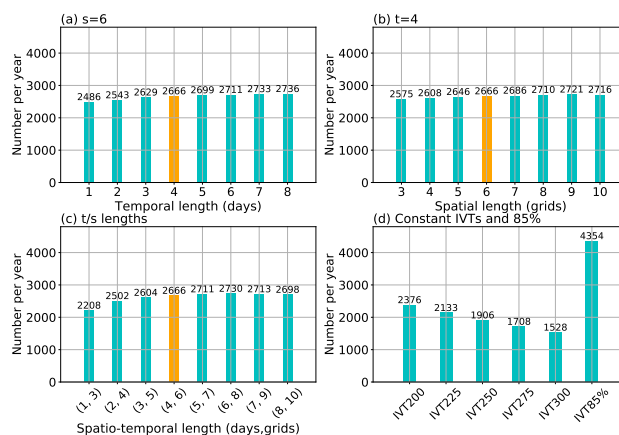 (a) s=6
Number per year
4000
3000
2000
1000
0
2486 2543 2629 2666 2699 2711 2733 2736
1 2 3 4 5 6 7 8
Temporal length (days)
(b) t=4
Number per year
4000
3000
2000
1000
0
2575 2608 2646 2666 2686 2710 2721 2716
3 4 5 6 7 8 9 10
Spatial length (grids)
(c) t/s lengths
Number per year
4000
3000
2000
1000
0
2208 2502 2604 2666 2711 2730 2713 2698
(1, 3) (2, 4) (3, 5) (4, 6) (5, 7) (6, 8) (7, 9) (8, 10)
Spatio-temporal length (days,grids)
(d) Constant IVTs and 85%
Number per year
4000
3000
2000
1000
0
2376 2133 1906 1708 1528 4354
IVT200 IVT225 IVT250 IVT275 IVT300 IVT85%